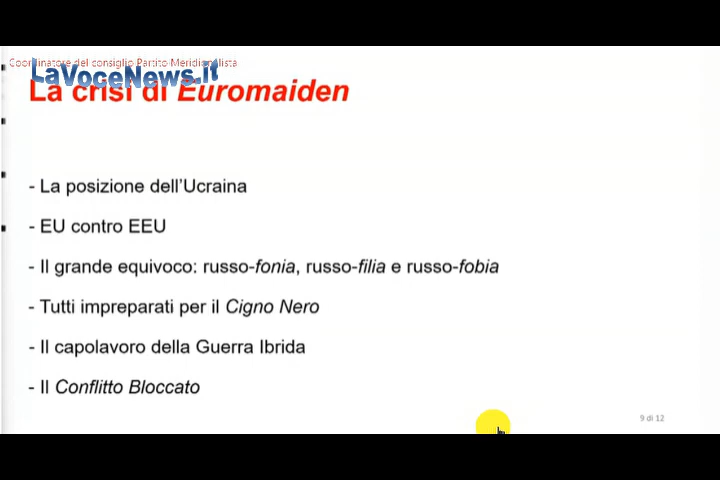 Coordinatore del consiglio Partito Meridionalista
LaVoceNews.it
La crisi di Euromaiden
- La posizione dell'Ucraina
- EU contro EEU
- Il grande equivoco: russo-fonia, russo-filia e russo-fobia
- Tutti impreparati per il Cigno Nero
- Il capolavoro della Guerra Ibrida
- Il Conflitto Bloccato
9 di 12